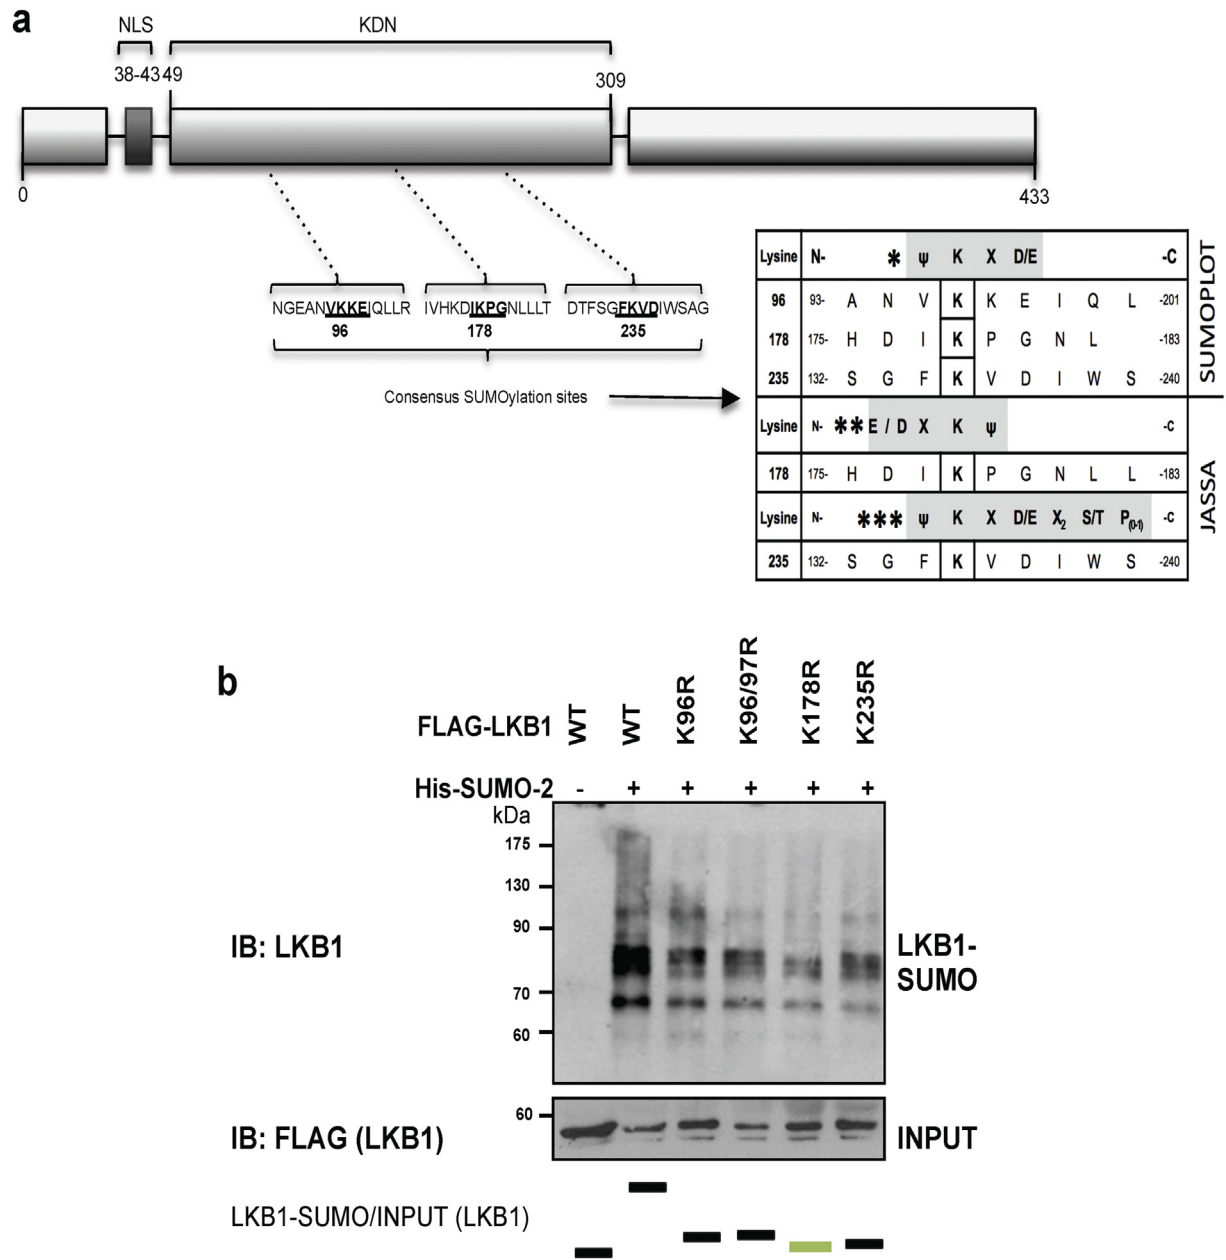 a
NLS
KDN
38-43
49
309
0
433
NGEANVKKEIQLLR
IVHKDIKPGNLLLT
DTFSGFKVDIWSAG
96
178
235
Consensus SUMOylation sites
Lysine N- * ψ K X D/E -C
96 93- A N V K K E I Q L -201
178 175- H D I K P G N L -183
235 132- S G F K V D I W S -240
SUMOPLOT
Lysine N- ** E / D X K ψ -C
178 175- H D I K P G N L L -183
Lysine N- *** ψ K X D/E X2 S/T P(0-1) -C
235 132- S G F K V D I W S -240
JASSA
b
FLAG-LKB1 WT WT K96R K96/97R K178R K235R
His-SUMO-2 - + + + + +
kDa
175
130
90
70
60
IB: LKB1
LKB1-
SUMO
60
IB: FLAG (LKB1)
INPUT
LKB1-SUMO/INPUT (LKB1)